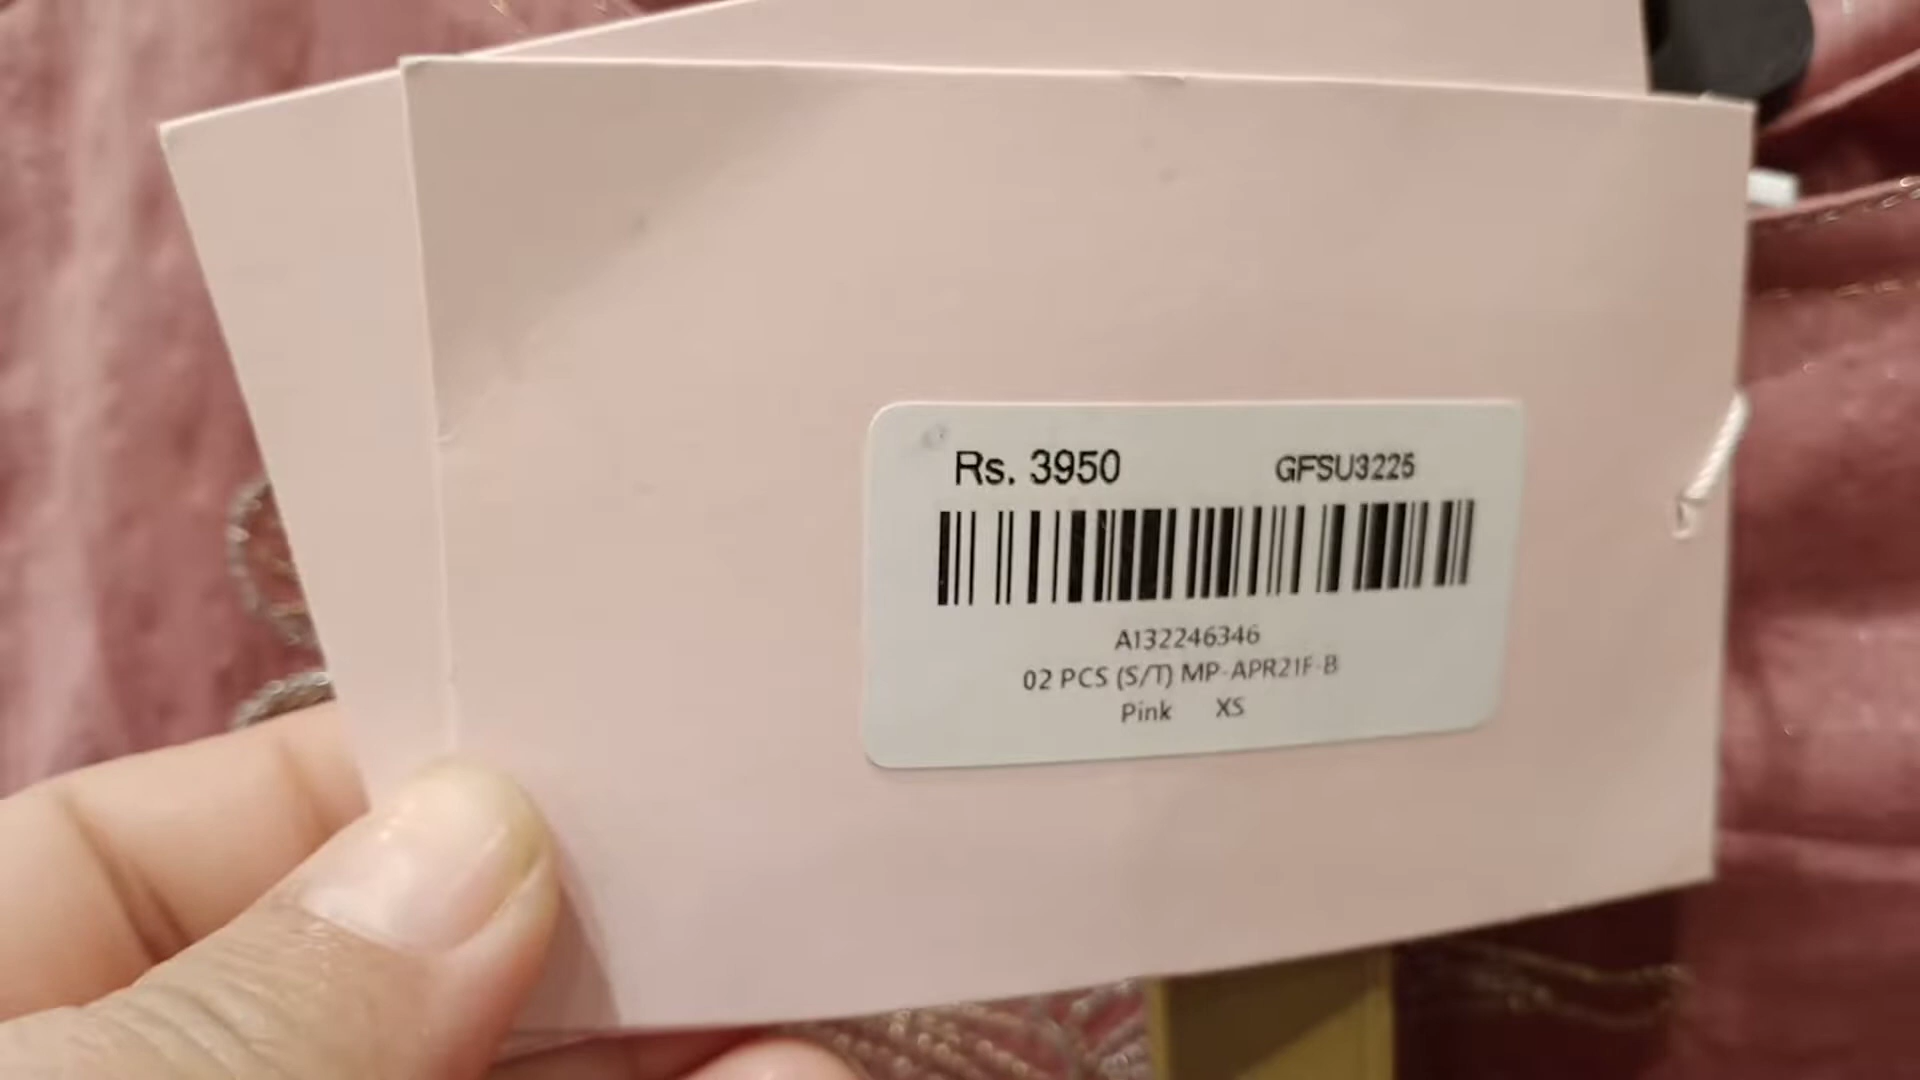 Rs. 3950 GFSU3225
A132246346
02 PCS (S/T) MP-APR21F-B
Pink XS